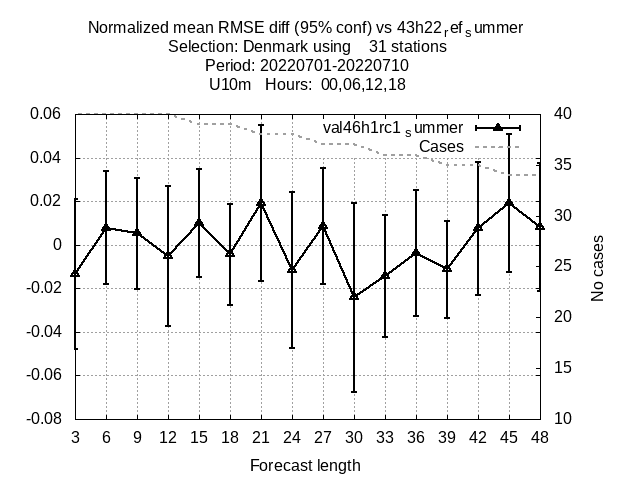 Normalized mean RMSE diff (95% conf) vs 43h22refsummer
Selection: Denmark using 31 stations
Period: 20220701-20220710
U10m Hours: 00,06,12,18
val46h1rc1summer
Cases
0.06
0.04
0.02
0
-0.02
-0.04
-0.06
-0.08
40
35
30
25
20
15
10
No cases
3 6 9 12 15 18 21 24 27 30 33 36 39 42 45 48
Forecast length